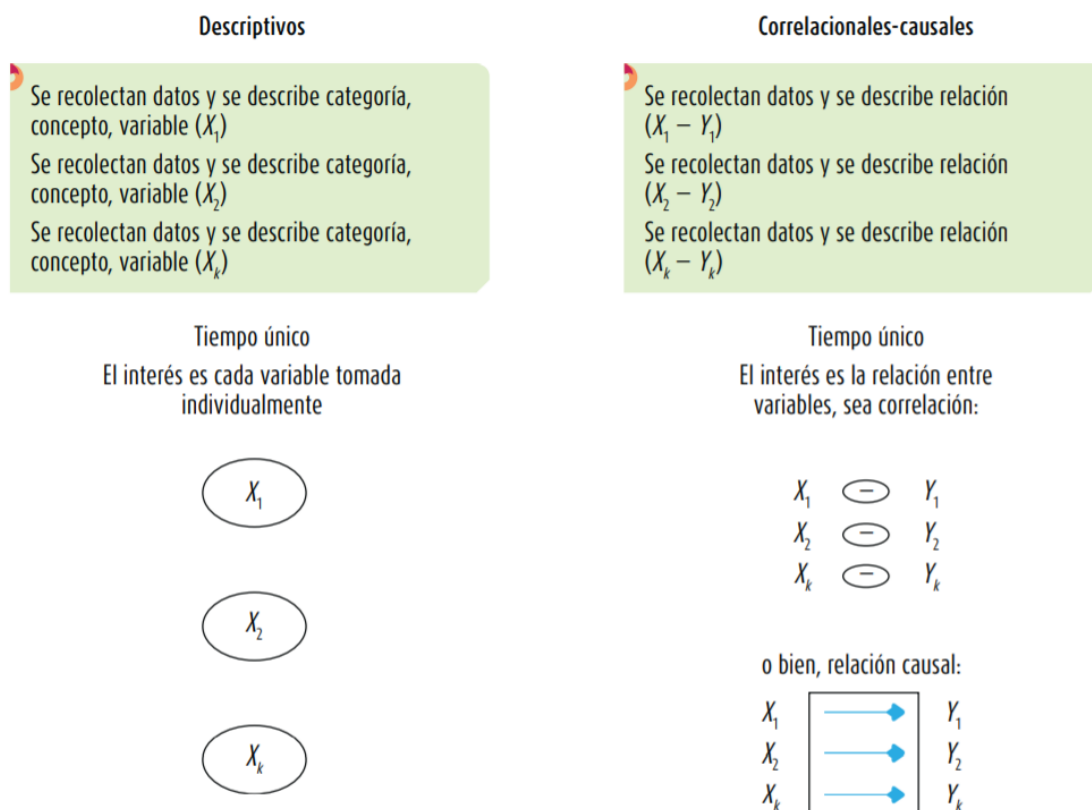 Descriptivos
Se recolectan datos y se describe categoría,
concepto, variable (X₁)
Se recolectan datos y se describe categoría,
concepto, variable (X₂)
Se recolectan datos y se describe categoría,
concepto, variable (Xₖ)
Tiempo único
El interés es cada variable tomada
individualmente
X₁
X₂
Xₖ
Correlacionales-causales
Se recolectan datos y se describe relación
(X₁ – Y₁)
Se recolectan datos y se describe relación
(X₂ – Y₂)
Se recolectan datos y se describe relación
(Xₖ – Yₖ)
Tiempo único
El interés es la relación entre
variables, sea correlación:
X₁ – Y₁
X₂ – Y₂
Xₖ – Yₖ
o bien, relación causal:
X₁ Y₁
X₂ Y₂
Xₖ Yₖ